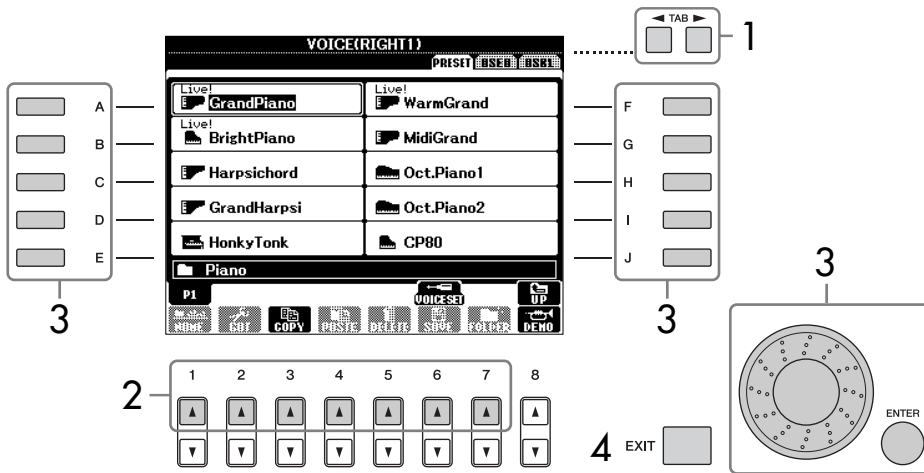 ◄ TAB ►
1
VOICE(RIGHT1)
PRESET USER USB1
Live!
GrandPiano
Live!
WarmGrand
Live!
BrightPiano
MidiGrand
Harpsichord
Oct.Piano1
GrandHarpsi
Oct.Piano2
HonkyTonk
CP80
Piano
P1
VOICESET
UP
NAME CUT COPY PASTE DELETE SAVE FOLDER DEMO
A
B
C
D
E
3
F
G
H
I
J
3
3
2
1 2 3 4 5 6 7 8
4 EXIT
ENTER